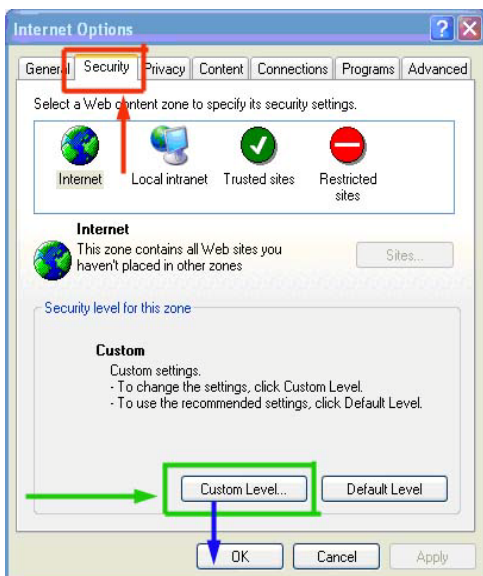 Internet Options
General Security Privacy Content Connections Programs Advanced
Select a Web content zone to specify its security settings.
Internet Local intranet Trusted sites Restricted
sites
Internet
This zone contains all Web sites you
haven't placed in other zones
Sites...
Security level for this zone
Custom
Custom settings.
- To change the settings, click Custom Level.
- To use the recommended settings, click Default Level.
Custom Level... Default Level
OK Cancel Apply